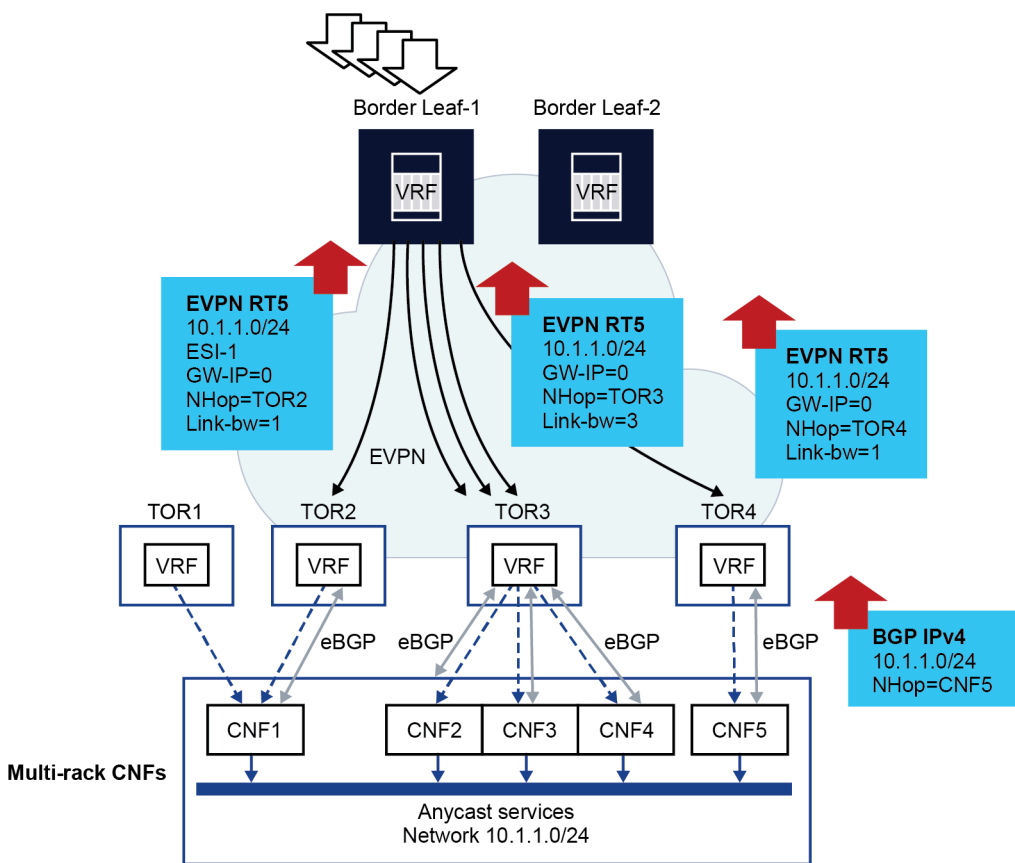 Border Leaf-1
Border Leaf-2
VRF
VRF
EVPN RT5
10.1.1.0/24
ESI-1
GW-IP=0
NHop=TOR2
Link-bw=1
EVPN RT5
10.1.1.0/24
GW-IP=0
NHop=TOR3
Link-bw=3
EVPN RT5
10.1.1.0/24
GW-IP=0
NHop=TOR4
Link-bw=1
EVPN
TOR1
TOR2
TOR3
TOR4
VRF
VRF
VRF
VRF
eBGP
eBGP
eBGP
eBGP
BGP IPv4
10.1.1.0/24
NHop=CNF5
CNF1
CNF2
CNF3
CNF4
CNF5
Multi-rack CNFs
Anycast services
Network 10.1.1.0/24